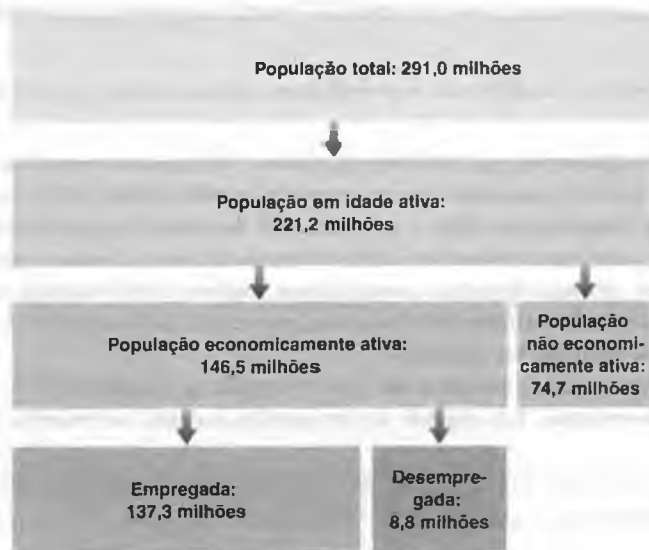 População total: 291,0 milhões
População em idade ativa:
221,2 milhões
População economicamente ativa:
146,5 milhões
População
não economi-
camente ativa:
74,7 milhões
Empregada:
137,3 milhões
Desempre-
gada:
8,8 milhões